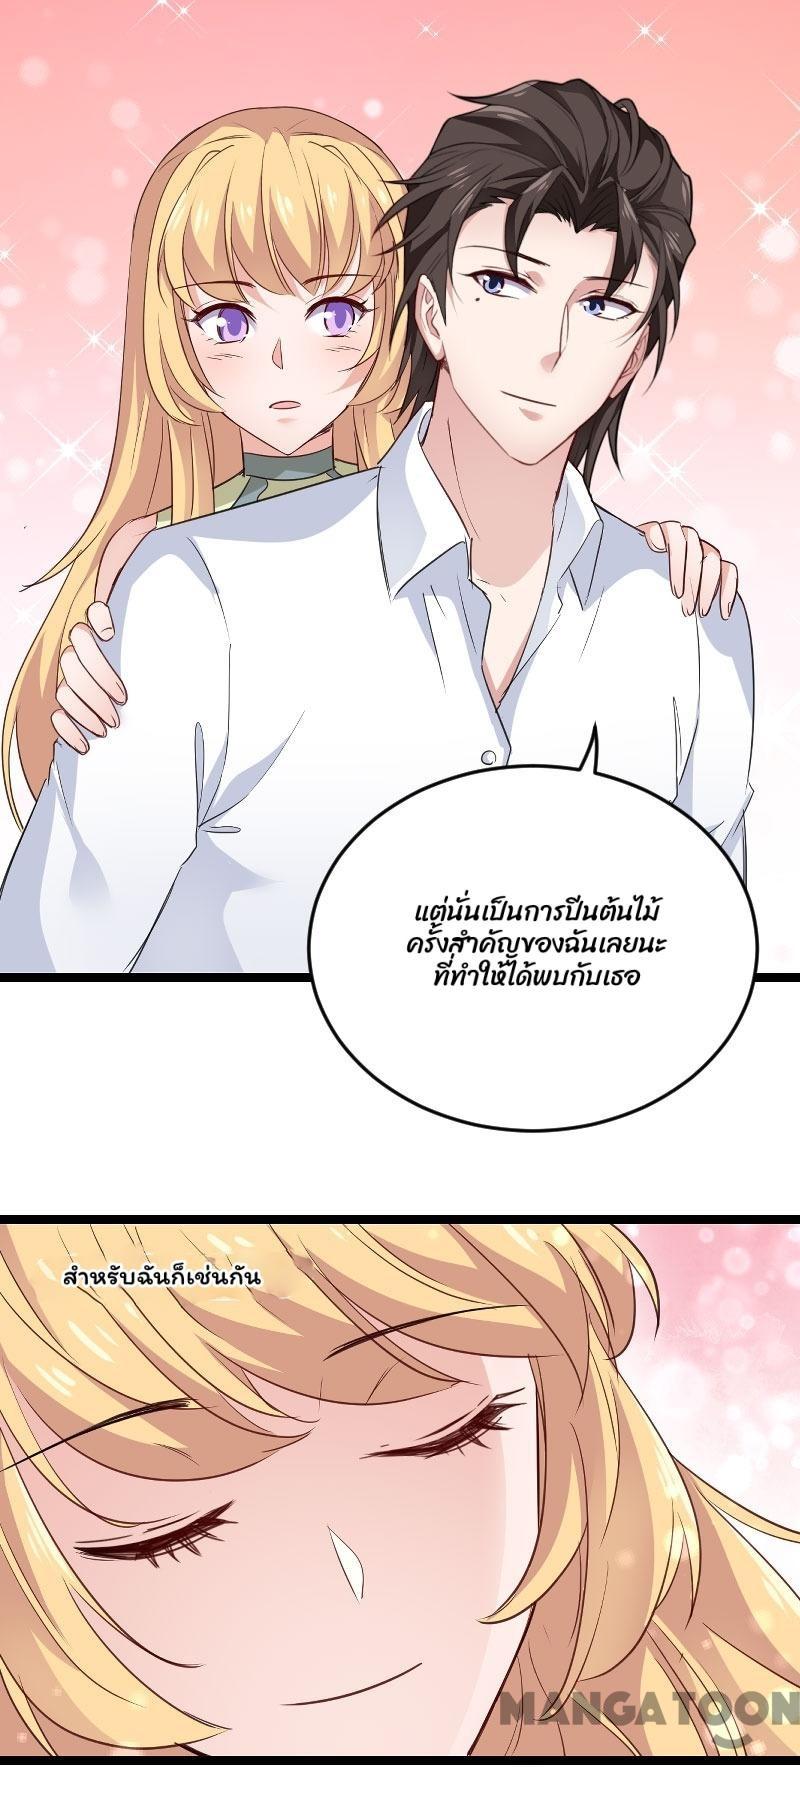 แต่นั่นเป็นการปีนต้นไม้
ครั้งสำคัญของฉันเลยนะ
ที่ทำให้ได้พบกับเธอ
สำหรับฉันก็เช่นกัน
MANGATOON